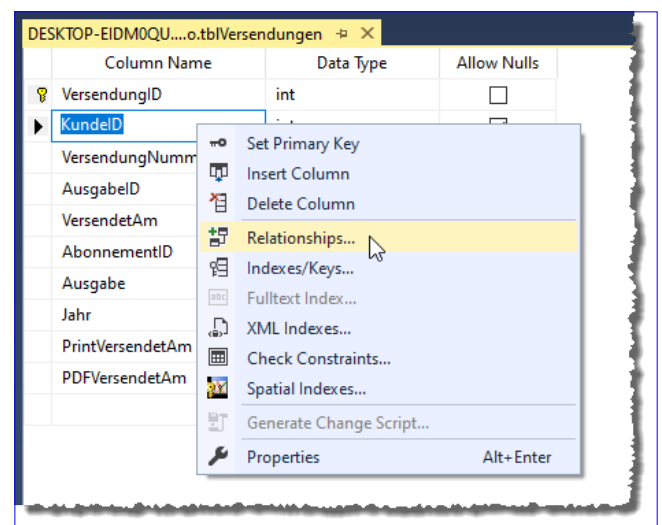 DESKTOP-EIDM0QU....o.tblVersendungen
Column Name Data Type Allow Nulls
VersendungID int
KundeID
VersendungNumm
AusgabeID
VersendetAm
AbonnementID
Ausgabe
Jahr
PrintVersendetAm
PDFVersendetAm
Set Primary Key
Insert Column
Delete Column
Relationships...
Indexes/Keys...
Fulltext Index...
XML Indexes...
Check Constraints...
Spatial Indexes...
Generate Change Script...
Properties Alt+Enter